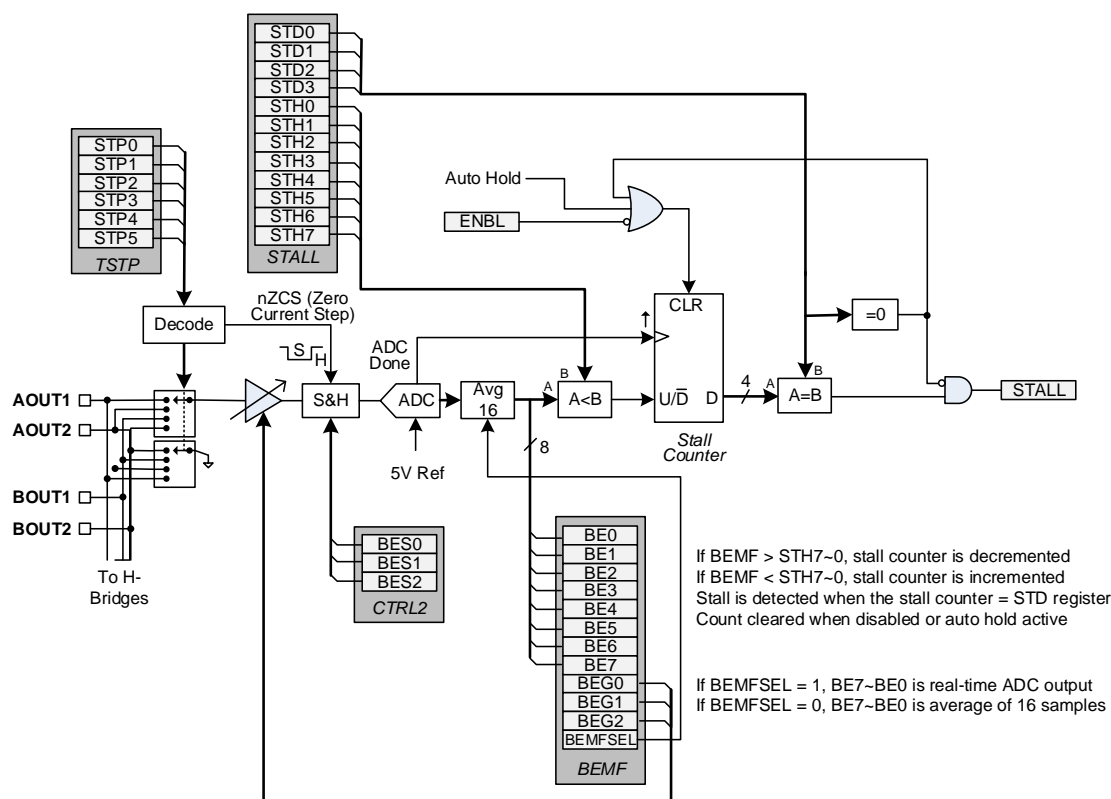 STD0
STD1
STD2
STD3
STH0
STH1
STH2
STH3
STH4
STH5
STH6
STH7
STALL
STP0
STP1
STP2
STP3
STP4
STP5
TSTP
Auto Hold
ENBL
nZCS (Zero
Current Step)
Decode
S
H
ADC
Done
CLR
=0
AOUT1
AOUT2
BOUT1
BOUT2
S&H
ADC
Avg
16
A
B
A<B
U/D̅
D
4
A
B
A=B
STALL
Stall
Counter
8
5V Ref
To H-
Bridges
BES0
BES1
BES2
CTRL2
BE0
BE1
BE2
BE3
BE4
BE5
BE6
BE7
BEG0
BEG1
BEG2
BEMFSEL
BEMF
If BEMF > STH7~0, stall counter is decremented
If BEMF < STH7~0, stall counter is incremented
Stall is detected when the stall counter = STD register
Count cleared when disabled or auto hold active
If BEMFSEL = 1, BE7~BE0 is real-time ADC output
If BEMFSEL = 0, BE7~BE0 is average of 16 samples